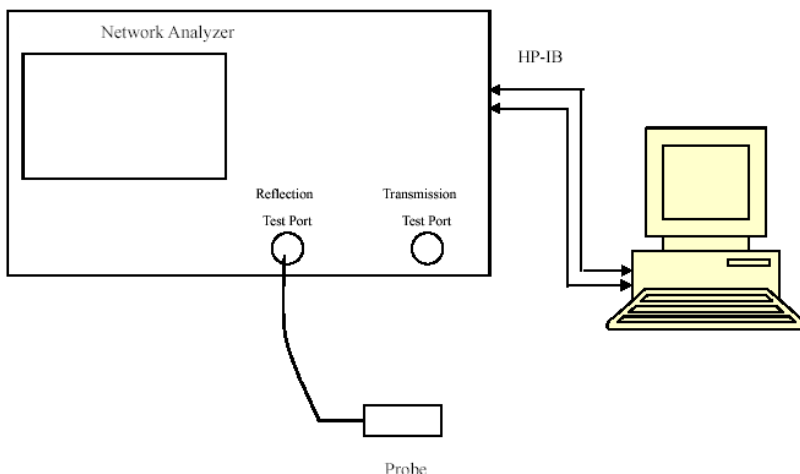 Network Analyzer
HP-IB
Reflection
Test Port
Transmission
Test Port
Probe